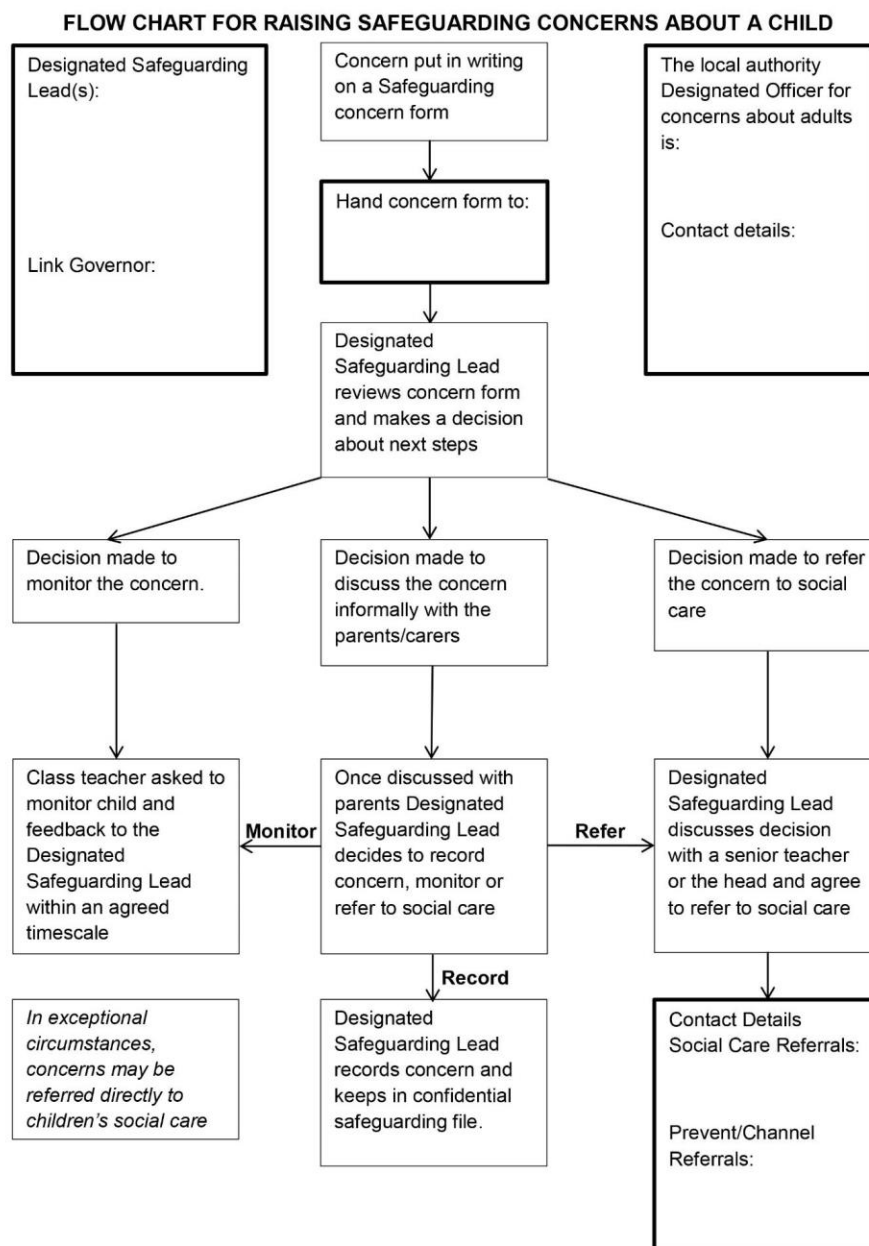 FLOW CHART FOR RAISING SAFEGUARDING CONCERNS ABOUT A CHILD
Designated Safeguarding
Lead(s):
Link Governor:
Concern put in writing
on a Safeguarding
concern form
The local authority
Designated Officer for
concerns about adults
is:
Contact details:
Hand concern form to:
Designated
Safeguarding Lead
reviews concern form
and makes a decision
about next steps
Decision made to
monitor the concern.
Decision made to
discuss the concern
informally with the
parents/carers
Decision made to refer
the concern to social
care
Class teacher asked to
monitor child and
feedback to the
Designated
Safeguarding Lead
within an agreed
timescale
Monitor
Once discussed with
parents Designated
Safeguarding Lead
decides to record
concern, monitor or
refer to social care
Refer
Designated
Safeguarding Lead
discusses decision
with a senior teacher
or the head and agree
to refer to social care
Record
In exceptional
circumstances,
concerns may be
referred directly to
children's social care
Designated
Safeguarding Lead
records concern and
keeps in confidential
safeguarding file.
Contact Details
Social Care Referrals:
Prevent/Channel
Referrals: